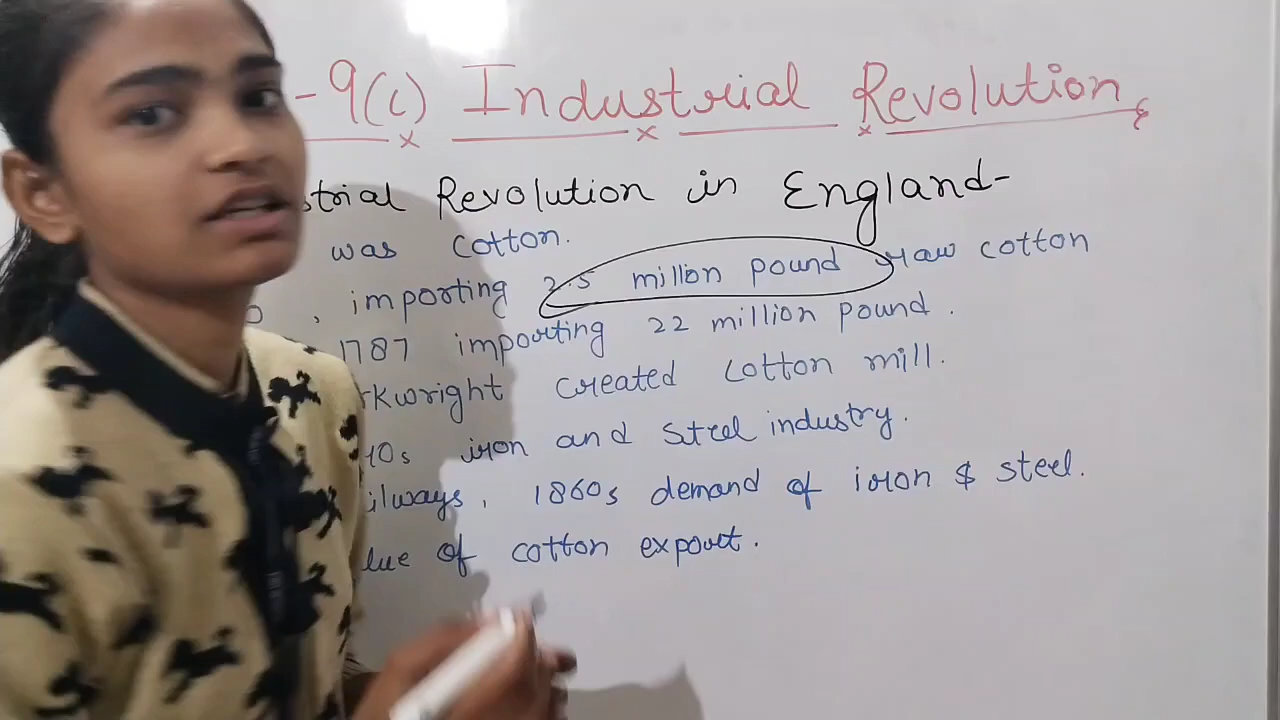 -9(c) Industrial Revolution
strial Revolution in England-
was cotton.
0, importing 2.5 million pound raw cotton
1787 importing 22 million pound.
rkwright created cotton mill.
40s iron and steel industry.
ilways, 1860s demand of iron $ steel.
lue of cotton export.